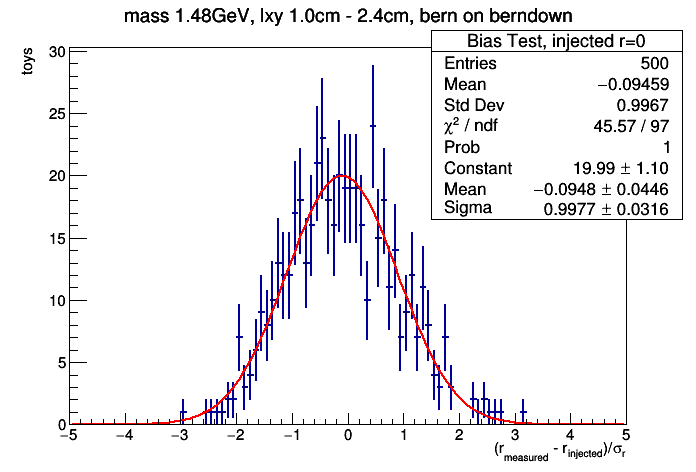 mass 1.48GeV, lxy 1.0cm - 2.4cm, bern on berndown
Bias Test, injected r=0
Entries 500
Mean −0.09459
Std Dev 0.9967
χ² / ndf 45.57 / 97
Prob 1
Constant 19.99 ± 1.10
Mean −0.0948 ± 0.0446
Sigma 0.9977 ± 0.0316
toys
30
25
20
15
10
5
0
−5 −4 −3 −2 −1 0 1 2 3 4 5
(r_measured - r_injected)/σ_r